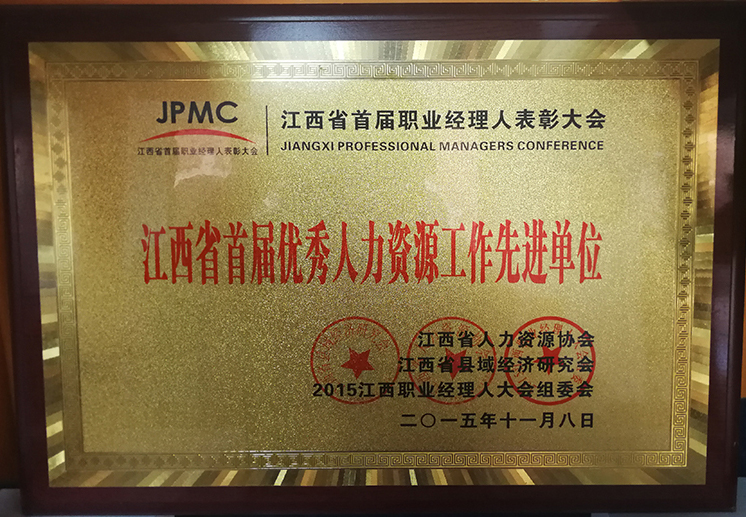 JPMC
江西省首届职业经理人表彰大会
江西省首届职业经理人表彰大会
JIANGXI PROFESSIONAL MANAGERS CONFERENCE
江西省首届优秀人力资源工作先进单位
江西省人力资源协会
江西省县域经济研究会
2015江西职业经理人大会组委会
二〇一五年十一月八日